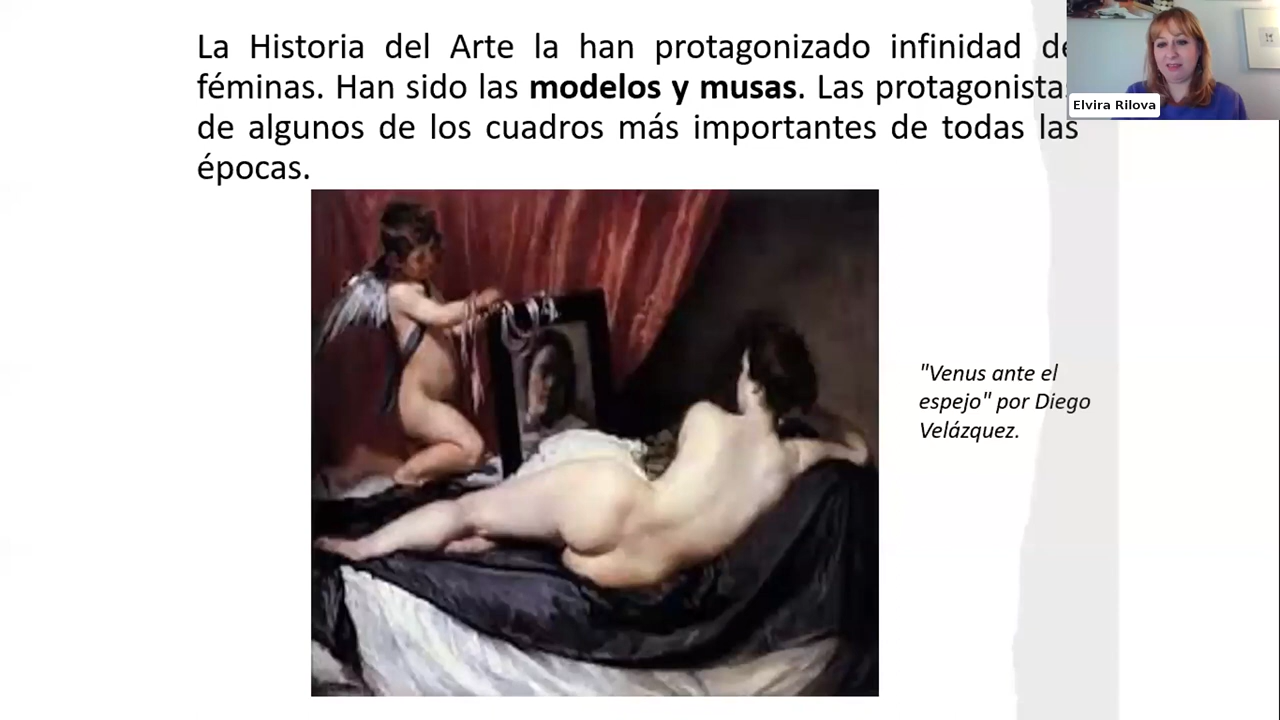 La Historia del Arte la han protagonizado infinidad de
féminas. Han sido las modelos y musas. Las protagonistas
de algunos de los cuadros más importantes de todas las
épocas.
Elvira Rilova
"Venus ante el
espejo" por Diego
Velázquez.